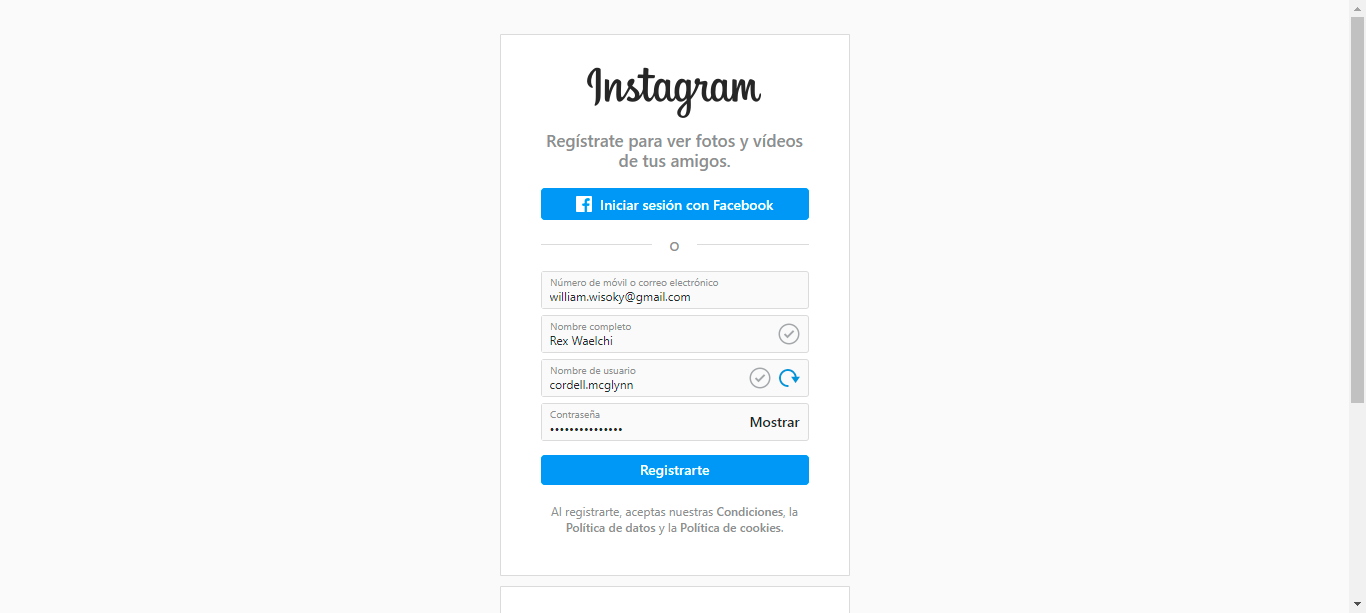 Instagram
Regístrate para ver fotos y vídeos
de tus amigos.
Iniciar sesión con Facebook
O
Número de móvil o correo electrónico
william.wisoky@gmail.com
Nombre completo
Rex Waelchi
Nombre de usuario
cordell.mcglynn
Contraseña
•••••••••••••••
Mostrar
Registrarte
Al registrarte, aceptas nuestras Condiciones, la
Política de datos y la Política de cookies.